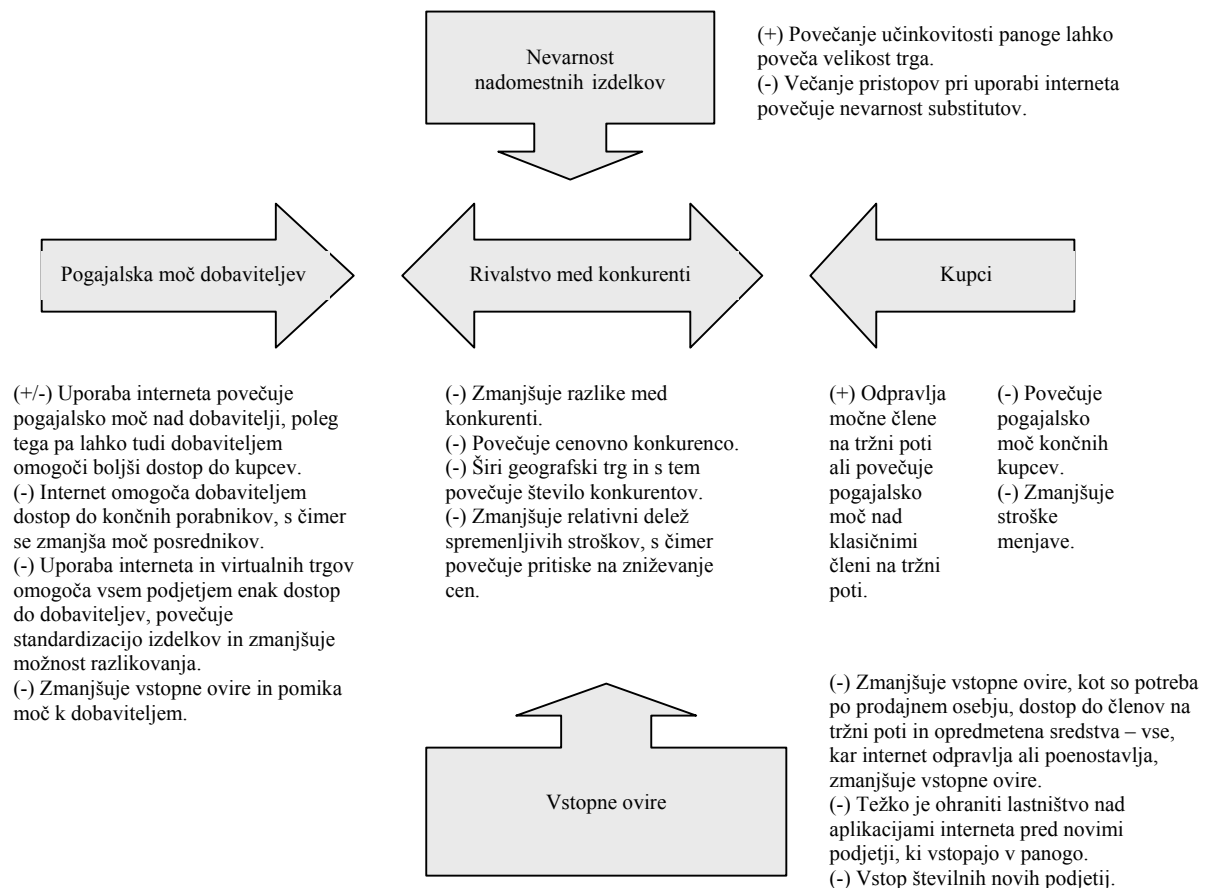 Nevarnost
nadomestnih izdelkov
(+) Povečanje učinkovitosti panoge lahko
poveča velikost trga.
(-) Večanje pristopov pri uporabi interneta
povečuje nevarnost substitutov.
Pogajalska moč dobaviteljev
Rivalstvo med konkurenti
Kupci
(+/-) Uporaba interneta povečuje
pogajalsko moč nad dobavitelji, poleg
tega pa lahko tudi dobaviteljem
omogoči boljši dostop do kupcev.
(-) Internet omogoča dobaviteljem
dostop do končnih porabnikov, s čimer
se zmanjša moč posrednikov.
(-) Uporaba interneta in virtualnih trgov
omogoča vsem podjetjem enak dostop
do dobaviteljev, povečuje
standardizacijo izdelkov in zmanjšuje
možnost razlikovanja.
(-) Zmanjšuje vstopne ovire in pomika
moč k dobaviteljem.
(-) Zmanjšuje razlike med
konkurenti.
(-) Povečuje cenovno konkurenco.
(-) Širi geografski trg in s tem
povečuje število konkurentov.
(-) Zmanjšuje relativni delež
spremenljivih stroškov, s čimer
povečuje pritiske na zniževanje
cen.
(+) Odpravlja
močne člene
na tržni poti
ali povečuje
pogajalsko
moč nad
klasičnimi
členi na tržni
poti.
(-) Povečuje
pogajalsko
moč končnih
kupcev.
(-) Zmanjšuje
stroške
menjave.
Vstopne ovire
(-) Zmanjšuje vstopne ovire, kot so potreba
po prodajnem osebju, dostop do členov na
tržni poti in opredmetena sredstva – vse,
kar internet odpravlja ali poenostavlja,
zmanjšuje vstopne ovire.
(-) Težko je ohraniti lastništvo nad
aplikacijami interneta pred novimi
podjetji, ki vstopajo v panogo.
(-) Vstop številnih novih podjetij.